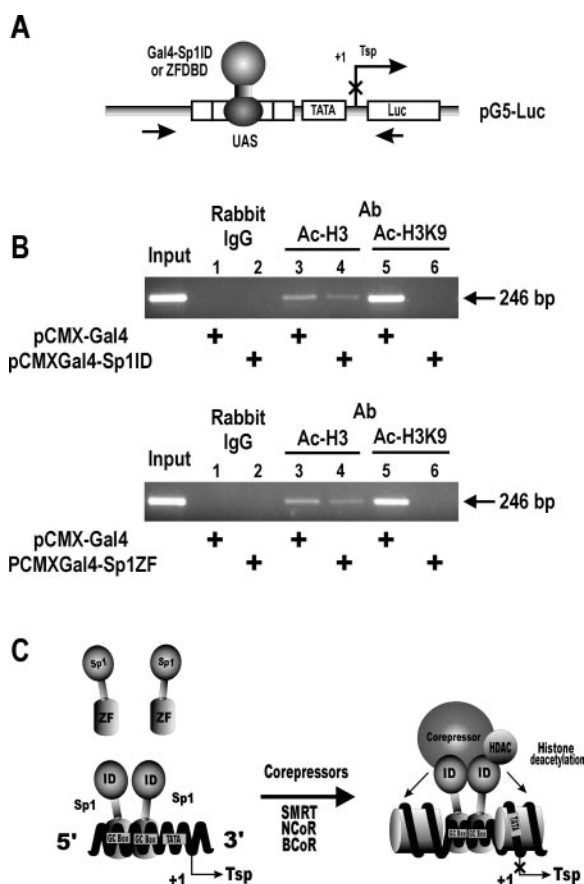 A
Gal4-Sp1ID
or ZFDBD
+1 Tsp
TATA
Luc
pG5-Luc
UAS
B
Rabbit
IgG
Ab
Ac-H3 Ac-H3K9
Input 1 2 3 4 5 6
246 bp
pCMX-Gal4 + + +
pCMXGal4-Sp1ID + + +
Rabbit
IgG
Ab
Ac-H3 Ac-H3K9
Input 1 2 3 4 5 6
246 bp
pCMX-Gal4 + + +
PCMXGal4-Sp1ZF + + +
C
Sp1 Sp1
ZF ZF
ID ID
Sp1 Sp1
5' GC Box GC Box TATA 3'
+1 Tsp
Corepressors
SMRT
NCoR
BCoR
Corepressor
HDAC
Histone
deacetylation
ID ID
GC Box GC Box
TATA
+1 Tsp